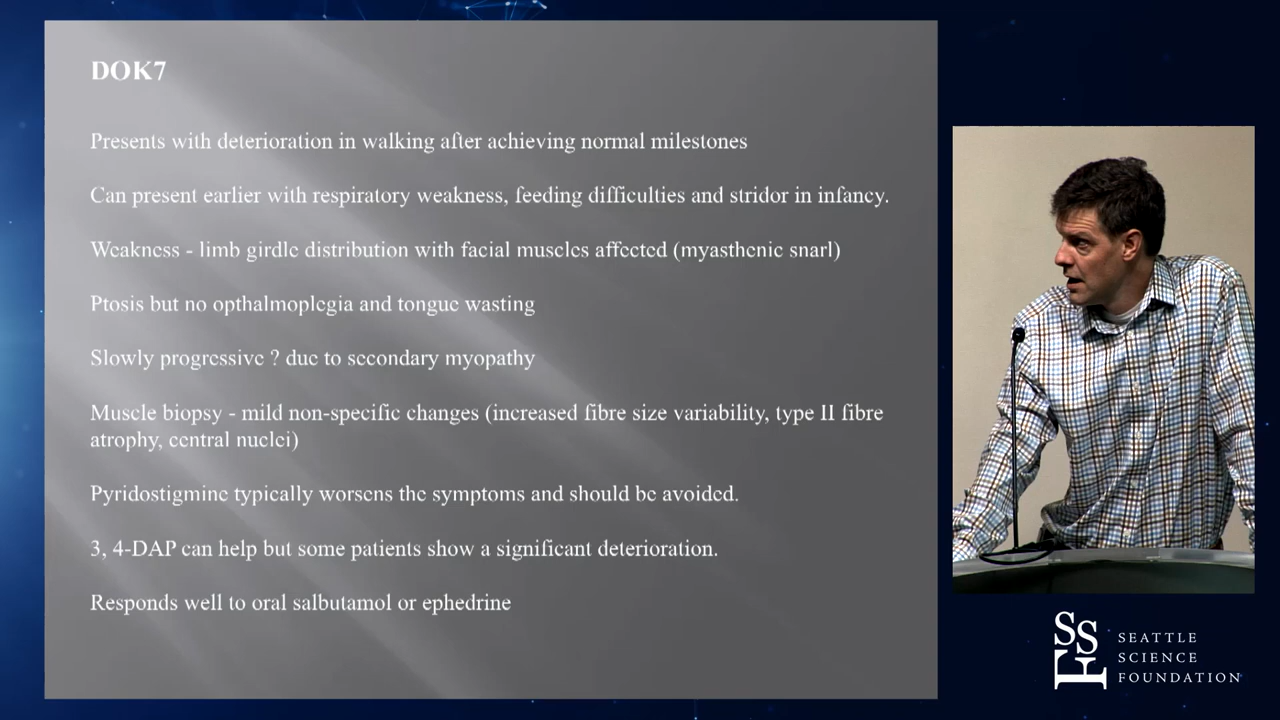 DOK7
Presents with deterioration in walking after achieving normal milestones
Can present earlier with respiratory weakness, feeding difficulties and stridor in infancy.
Weakness - limb girdle distribution with facial muscles affected (myasthenic snarl)
Ptosis but no opthalmoplegia and tongue wasting
Slowly progressive ? due to secondary myopathy
Muscle biopsy - mild non-specific changes (increased fibre size variability, type II fibre
atrophy, central nuclei)
Pyridostigmine typically worsens the symptoms and should be avoided.
3, 4-DAP can help but some patients show a significant deterioration.
Responds well to oral salbutamol or ephedrine
SSF
SEATTLE
SCIENCE
FOUNDATION